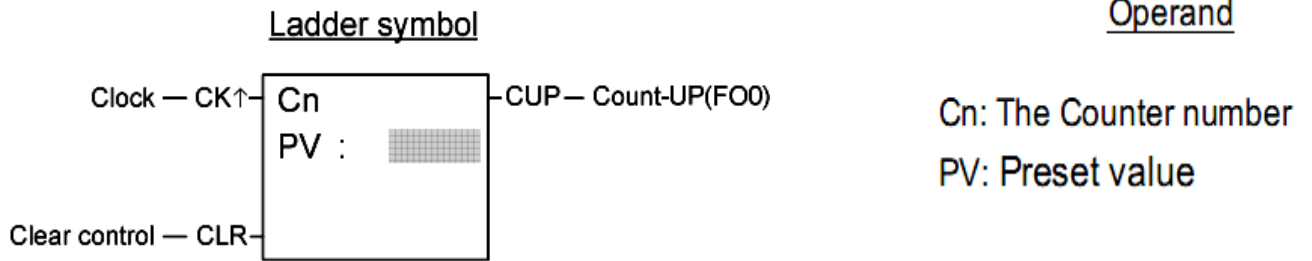 Ladder symbol
Operand
Clock — CK↑ Cn CUP — Count-UP(FO0)
Cn: The Counter number
PV :
PV: Preset value
Clear control — CLR